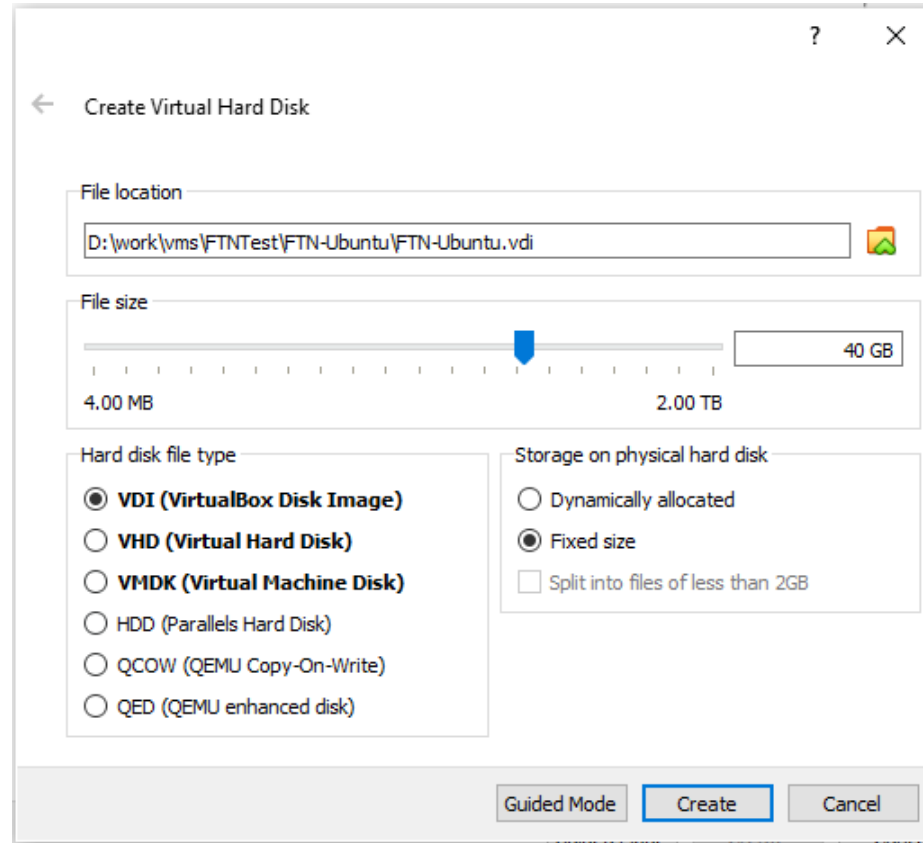 ?
Create Virtual Hard Disk
File location
D:\work\vms\FTNTest\FTN-Ubuntu\FTN-Ubuntu.vdi
File size
40 GB
4.00 MB 2.00 TB
Hard disk file type
VDI (VirtualBox Disk Image)
VHD (Virtual Hard Disk)
VMDK (Virtual Machine Disk)
HDD (Parallels Hard Disk)
QCOW (QEMU Copy-On-Write)
QED (QEMU enhanced disk)
Storage on physical hard disk
Dynamically allocated
Fixed size
Split into files of less than 2GB
Guided Mode Create Cancel